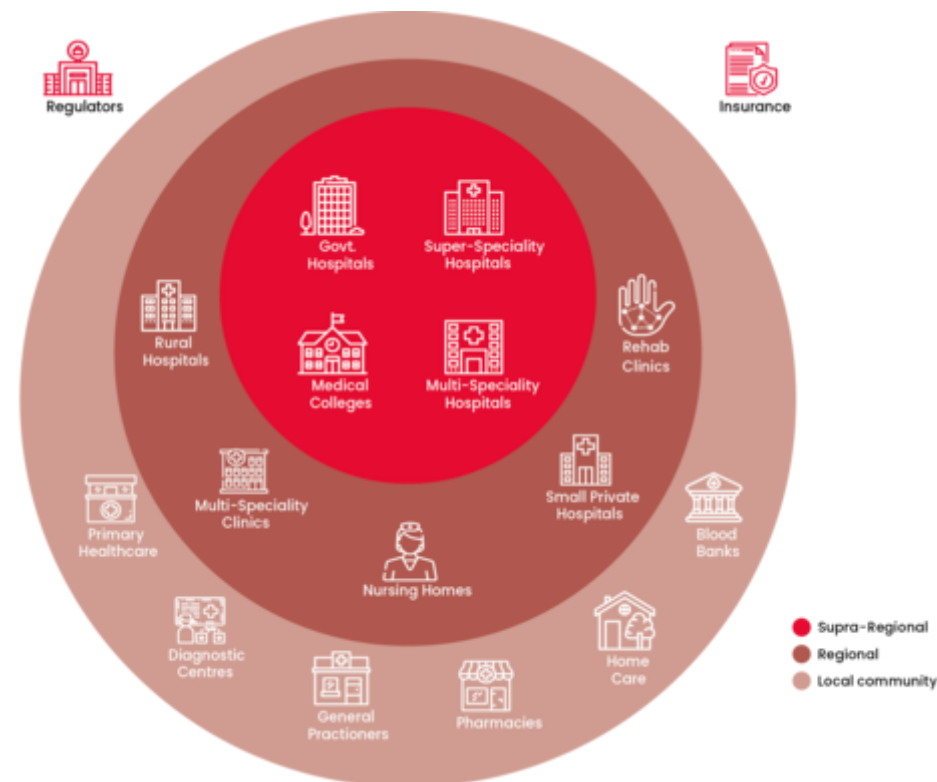 Regulators
Insurance
Govt.
Hospitals
Super-Speciality
Hospitals
Rural
Hospitals
Rehab
Clinics
Medical
Colleges
Multi-Speciality
Hospitals
Multi-Speciality
Clinics
Small Private
Hospitals
Primary
Healthcare
Blood
Banks
Nursing Homes
Diagnostic
Centres
Home
Care
General
Practioners
Pharmacies
Supra-Regional
Regional
Local community